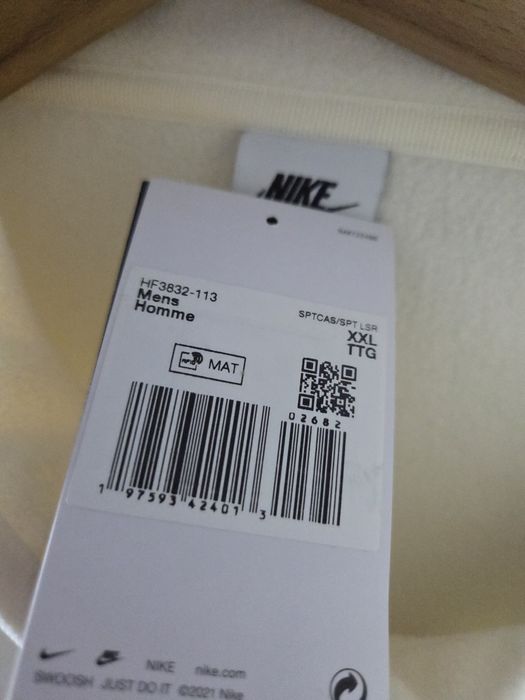 NIKE
HF3832-113
Mens
Homme
SPTCAS/SPT LSR
XXL
TTG
RFID MAT
02682
1 97593 42401 3
NIKE nike.com
SWOOSH JUST DO IT ©2021 Nike